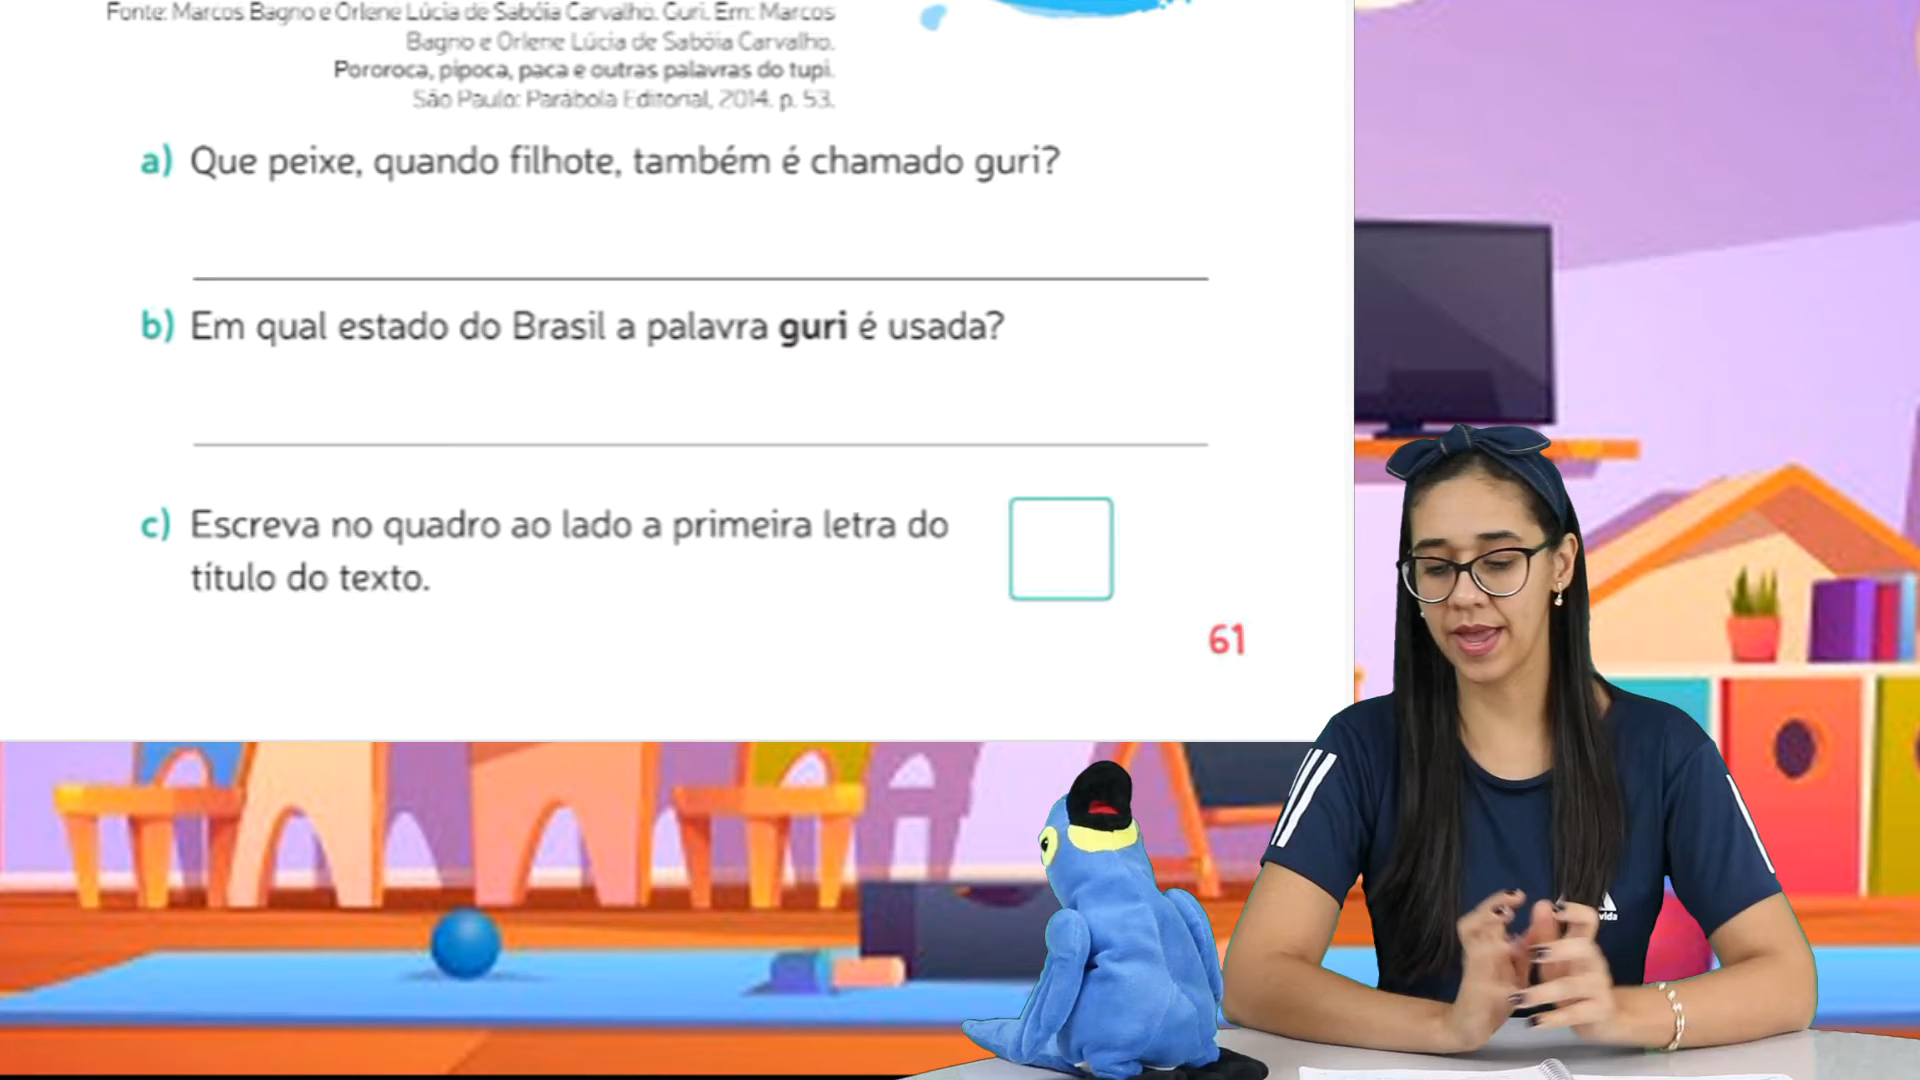 Fonte: Marcos Bagno e Orlene Lúcia de Sabóia Carvalho. Guri. Em: Marcos
Bagno e Orlene Lúcia de Sabóia Carvalho.
Pororoca, pipoca, paca e outras palavras do tupi.
São Paulo: Parábola Editorial, 2014. p. 53.
a) Que peixe, quando filhote, também é chamado guri?
b) Em qual estado do Brasil a palavra guri é usada?
c) Escreva no quadro ao lado a primeira letra do
título do texto.
61
vida